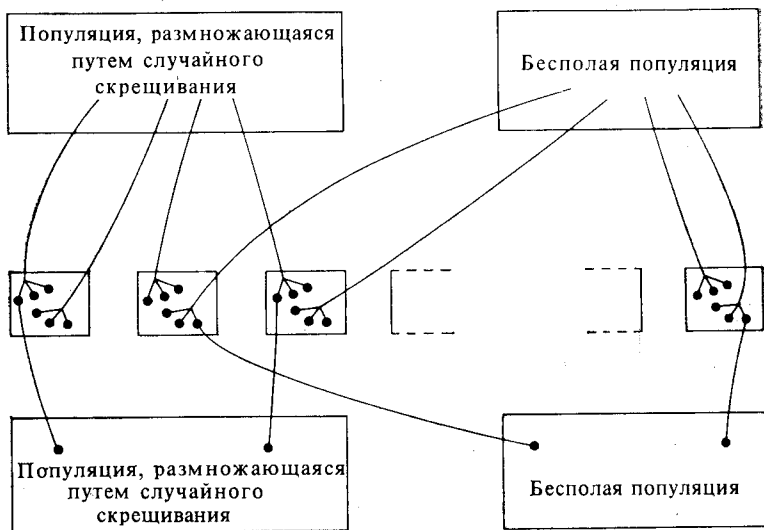 Популяция, размножающаяся
путем случайного
скрещивания
Бесполая популяция
Популяция, размножающаяся
путем случайного
скрещивания
Бесполая популяция